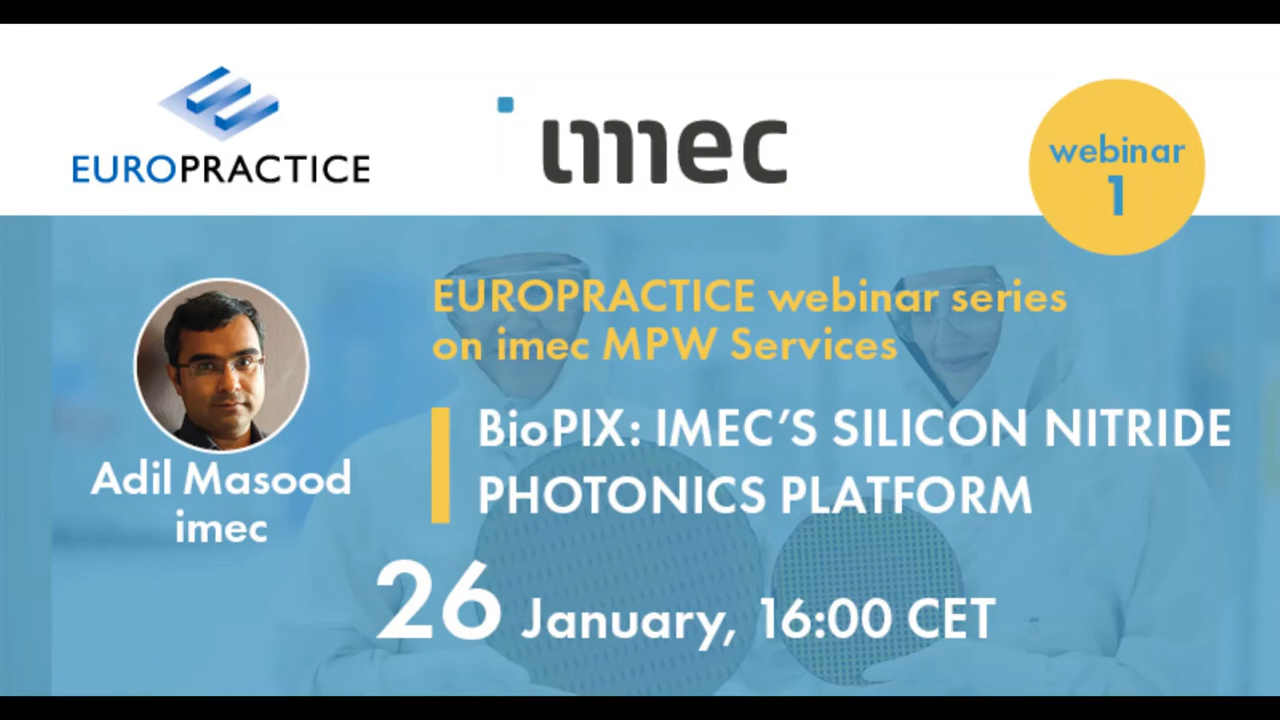 EUROPRACTICE
imec
webinar
1
EUROPRACTICE webinar series
on imec MPW Services
BioPIX: IMEC’S SILICON NITRIDE
PHOTONICS PLATFORM
Adil Masood
imec
26 January, 16:00 CET